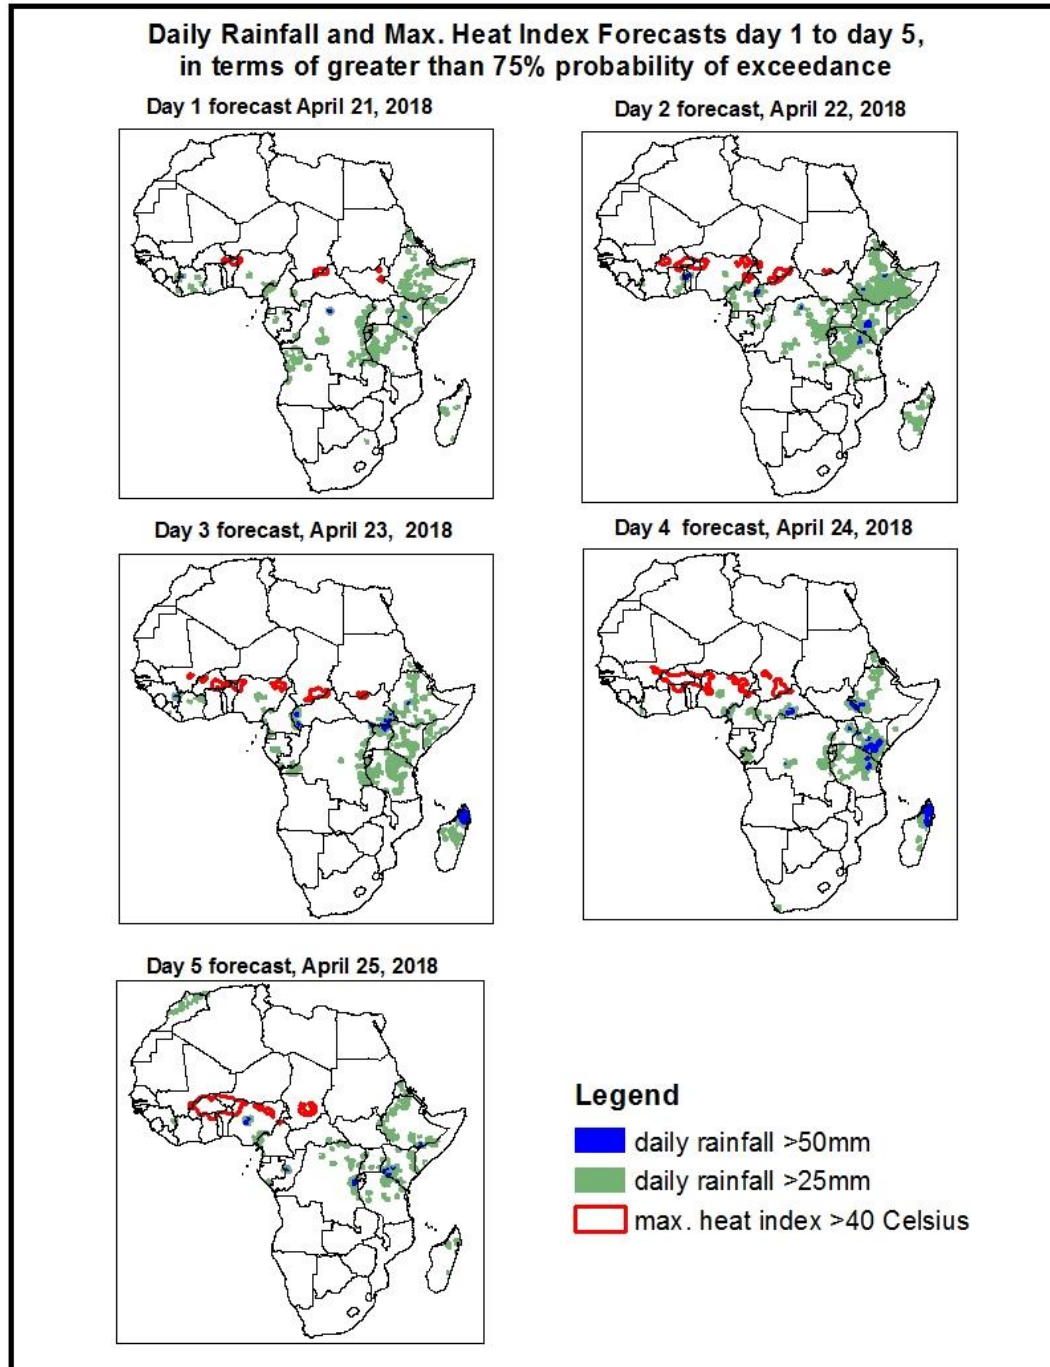 Daily Rainfall and Max. Heat Index Forecasts day 1 to day 5,
in terms of greater than 75% probability of exceedance
Day 1 forecast April 21, 2018
Day 2 forecast, April 22, 2018
Day 3 forecast, April 23, 2018
Day 4 forecast, April 24, 2018
Day 5 forecast, April 25, 2018
Legend
daily rainfall >50mm
daily rainfall >25mm
max. heat index >40 Celsius